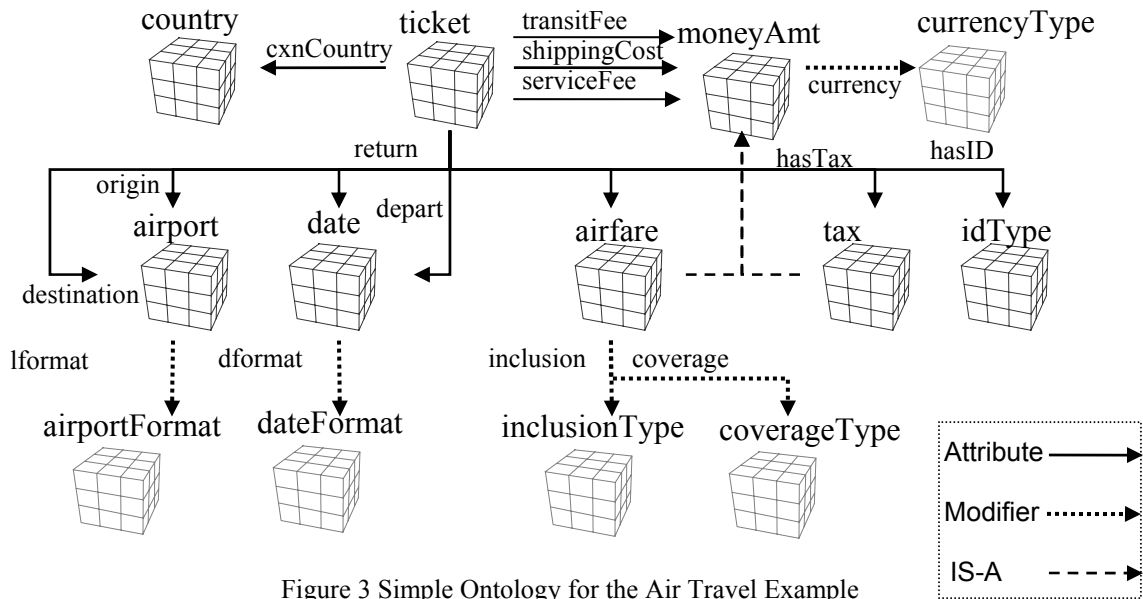 country ticket transitFee moneyAmt currencyType
cxnCountry shippingCost
serviceFee currency
return hasTax hasID
origin depart
airport date airfare tax idType
destination
lformat dformat inclusion coverage
airportFormat dateFormat inclusionType coverageType
Attribute
Modifier
IS-A
Figure 3 Simple Ontology for the Air Travel Example